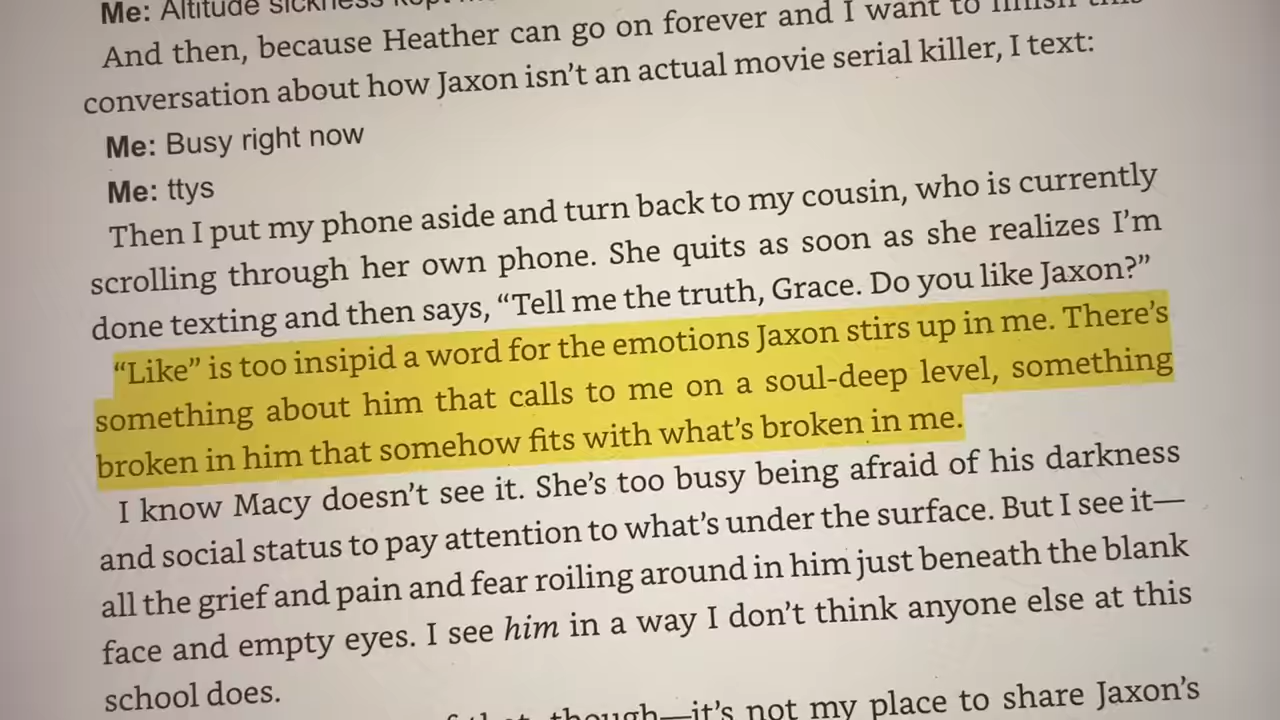 Me: Altitude sickness
And then, because Heather can go on forever and I want to finish this
conversation about how Jaxon isn’t an actual movie serial killer, I text:
Me: Busy right now
Me: ttys
Then I put my phone aside and turn back to my cousin, who is currently
scrolling through her own phone. She quits as soon as she realizes I’m
done texting and then says, “Tell me the truth, Grace. Do you like Jaxon?”
“Like” is too insipid a word for the emotions Jaxon stirs up in me. There’s
something about him that calls to me on a soul-deep level, something
broken in him that somehow fits with what’s broken in me.
I know Macy doesn’t see it. She’s too busy being afraid of his darkness
and social status to pay attention to what’s under the surface. But I see it—
all the grief and pain and fear roiling around in him just beneath the blank
face and empty eyes. I see him in a way I don’t think anyone else at this
school does.
though—it’s not my place to share Jaxon’s